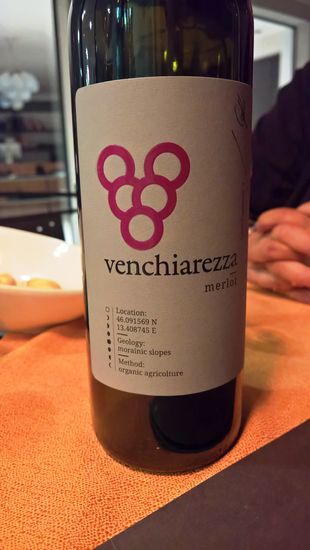 venchiarezza
merlot
Location:
46.091569 N
13.408745 E
Geology:
morainic slopes
Method:
organic agricolture